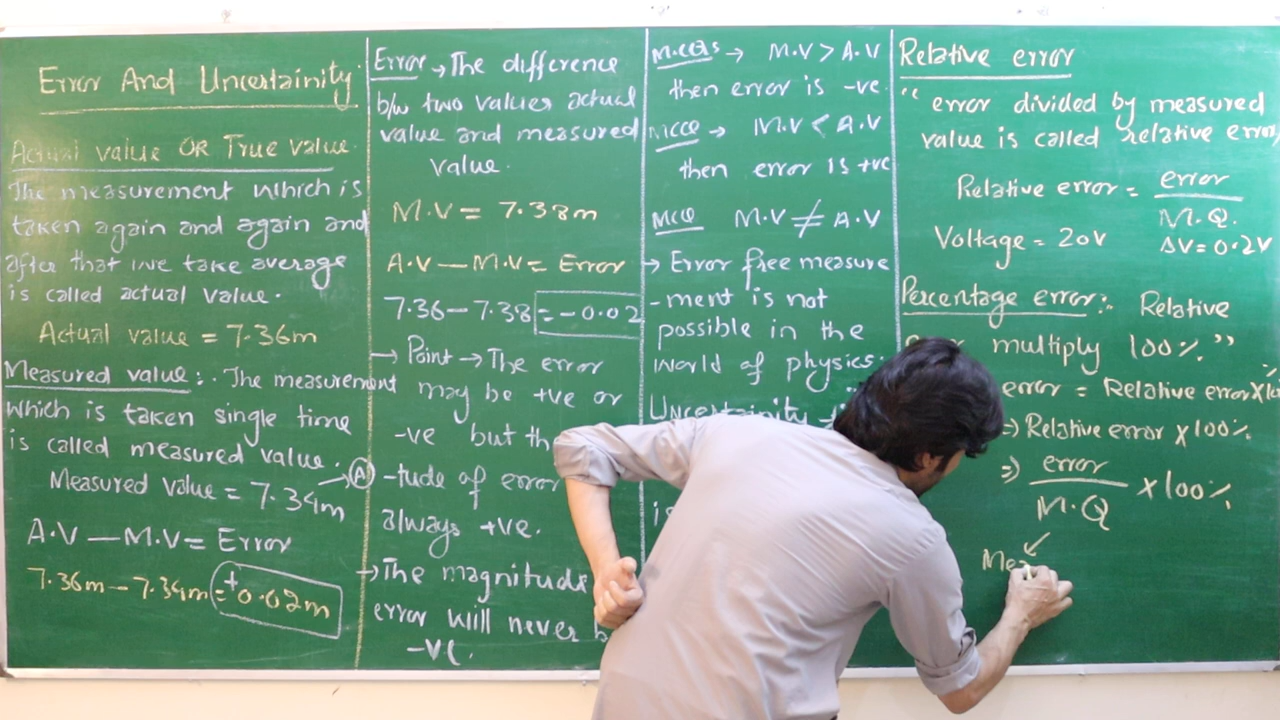 Error And Uncertainity.
Actual value OR True value.
The measurement which is
taken again and again and
after that we take average
is called actual value.
Actual value = 7.36m
Measured value:. The measurement
which is taken single time
is called measured value.
Measured value = 7.34m → A
A.V — M.V = Error
7.36m — 7.34m = +0.02m
Error → The difference
b/w two values actual
value and measured
value.
M.V = 7.38m
A.V — M.V = Error
7.36 — 7.38 = -0.02
→ Point → The error
may be +ve or
-ve but th
-tude of error
always +ve.
→ The magnitude
error will never b
-ve.
M.CQs → M.V > A.V
then error is -ve.
MCQ → M.V < A.V
then error is +ve
MCQ M.V ≠ A.V
→ Error free measure
-ment is not
possible in the
world of physics.
Uncertainity
is
Relative error
“ error divided by measured
value is called relative error
Relative error = error
M.Q.
Voltage = 20V ΔV = 0.2V
Percentage error:. Relative
multiply 100%.”
error = Relative error X
⇒ Relative error X 100%
⇒ error
M.Q X 100%
Me